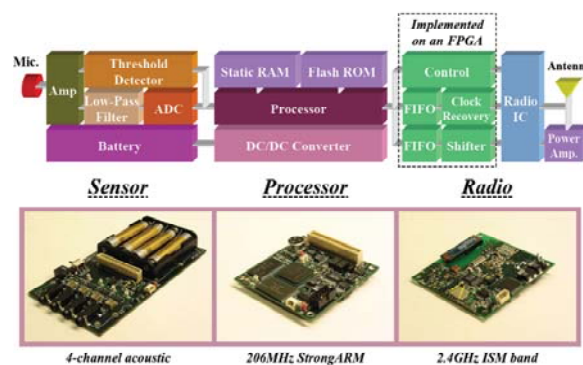 Implemented
on an FPGA
Mic.
Amp
Threshold
Detector
Low-Pass
Filter
ADC
Battery
Static RAM
Flash ROM
Processor
DC/DC Converter
Control
FIFO
Clock
Recovery
FIFO
Shifter
Radio
IC
Antenn
Power
Amp.
Sensor
Processor
Radio
4-channel acoustic
206MHz StrongARM
2.4GHz ISM band